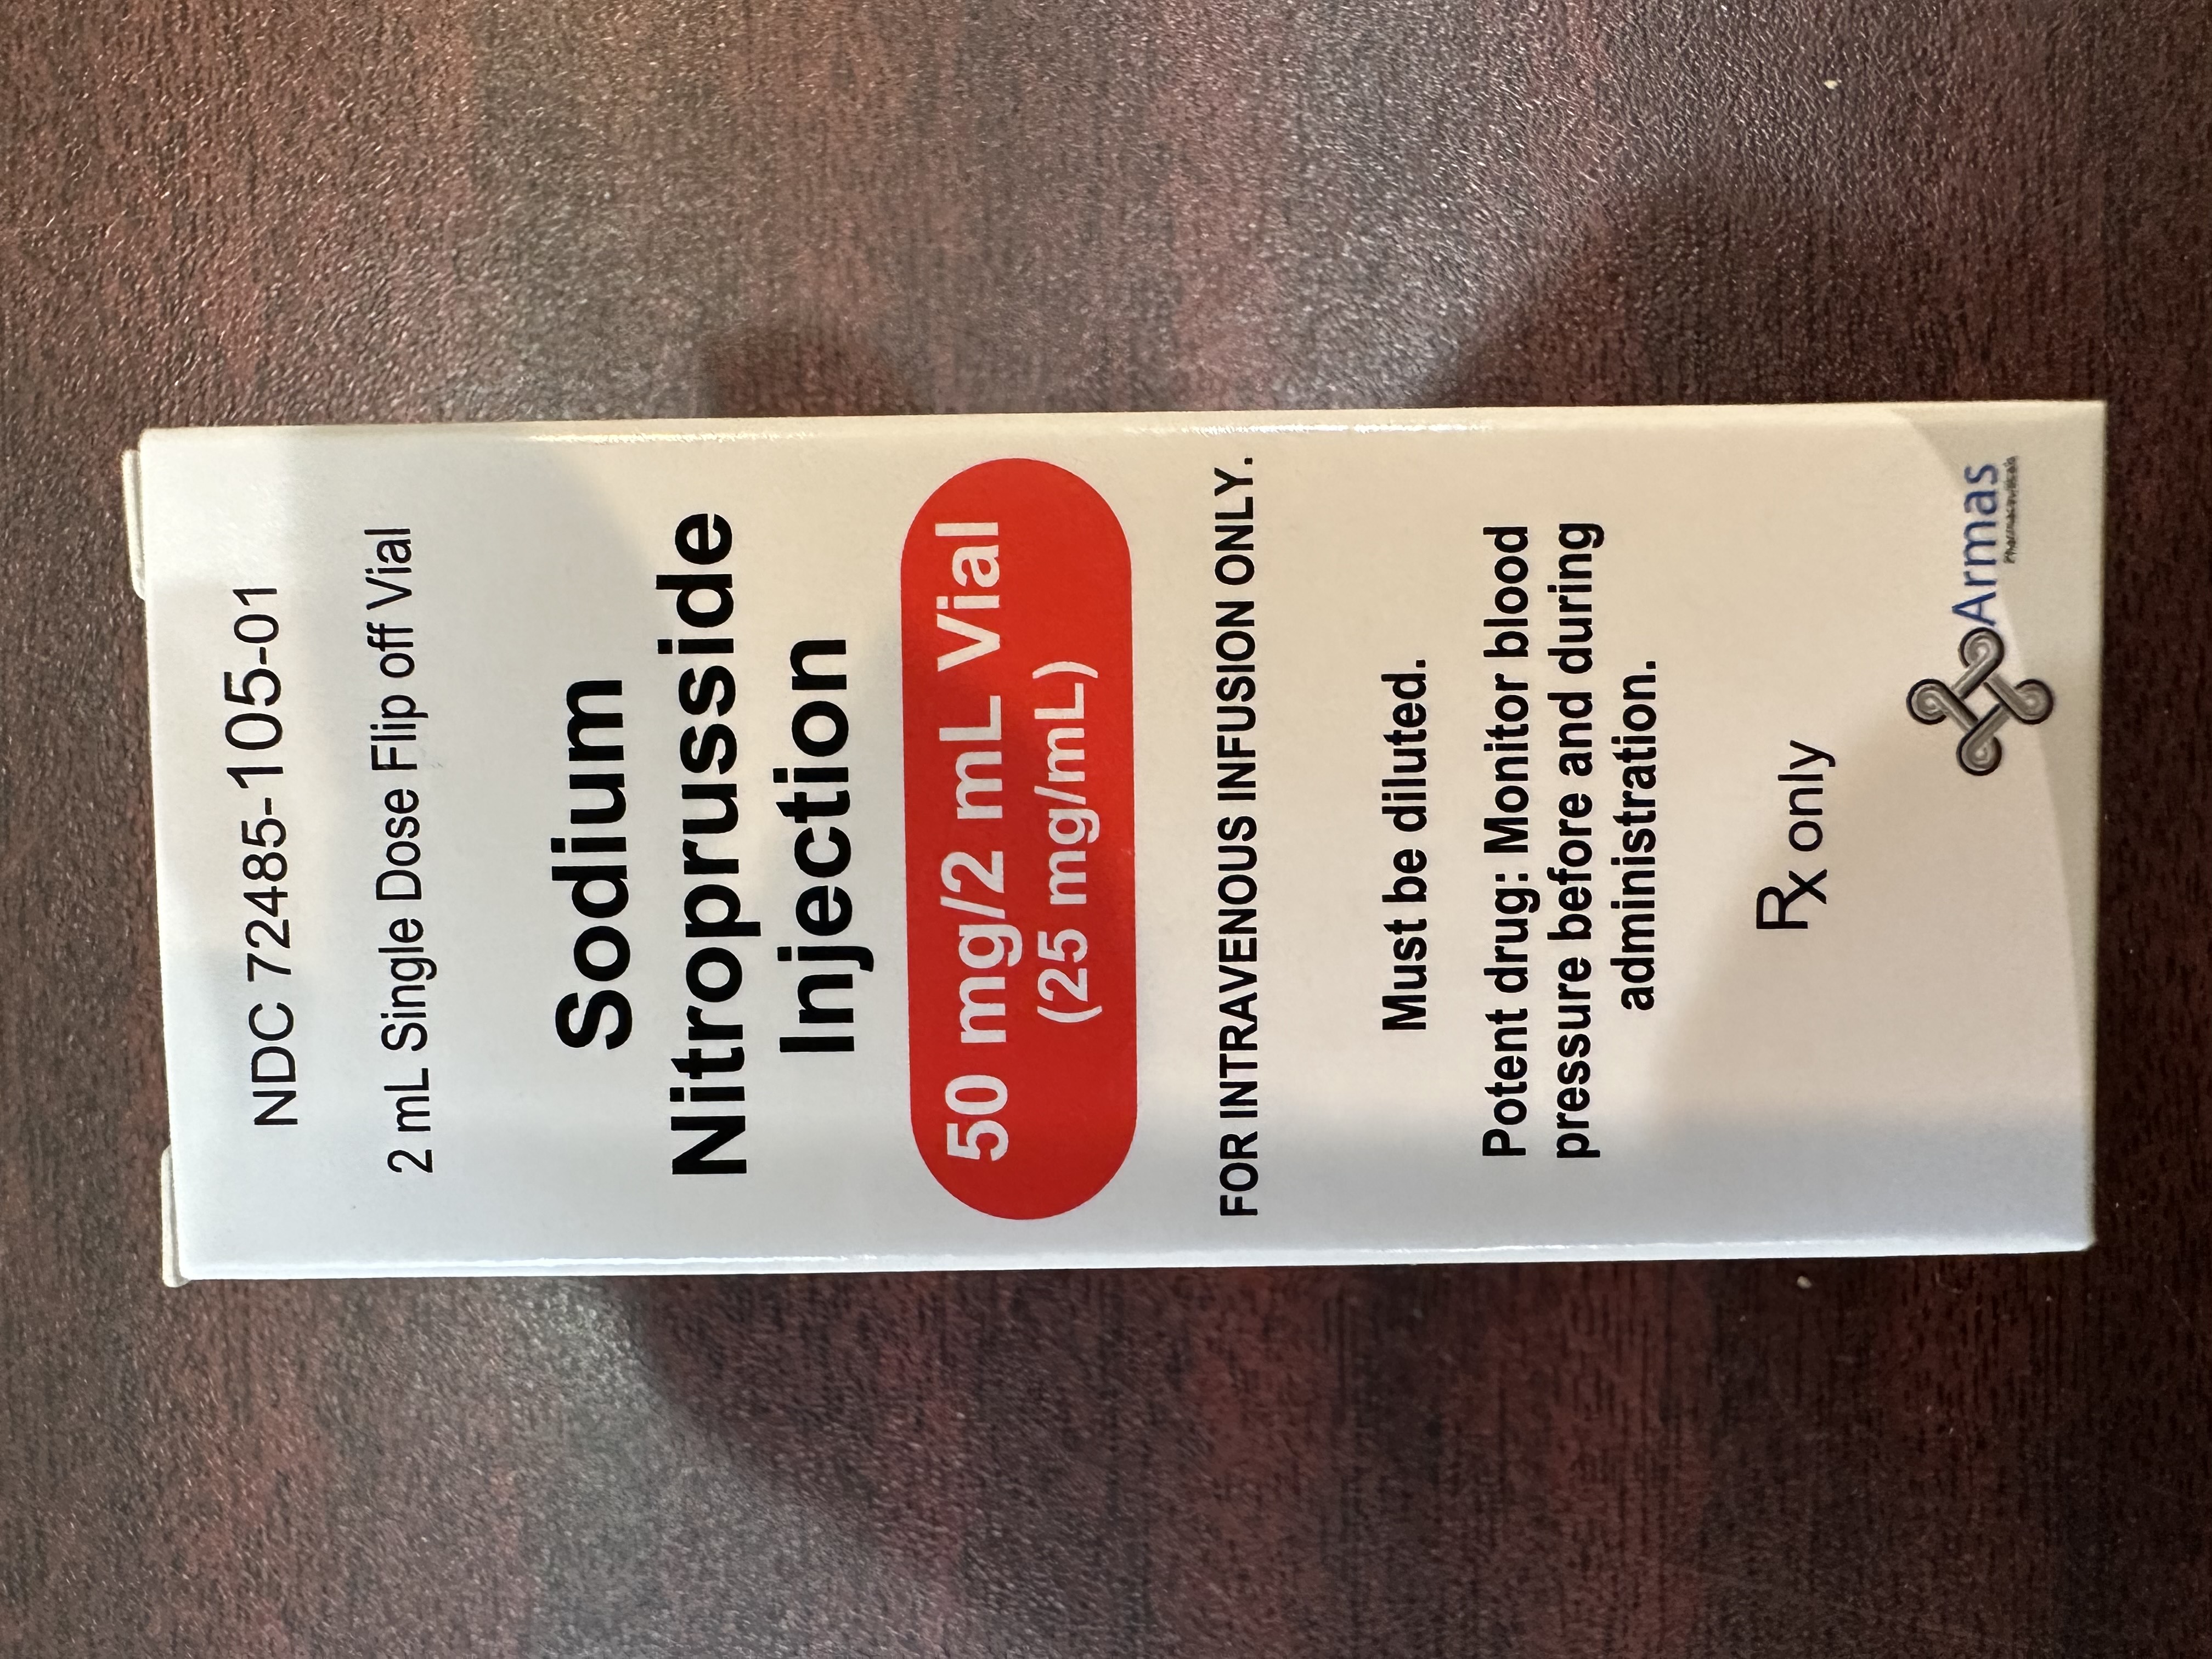 NDC 72485-105-01
2 mL Single Dose Flip off Vial
Sodium
Nitroprusside
Injection
50 mg/2 mL Vial
(25 mg/mL)
FOR INTRAVENOUS INFUSION ONLY.
Must be diluted.
Potent drug: Monitor blood
pressure before and during
administration.
Rx only
Armas
Pharmaceuticals